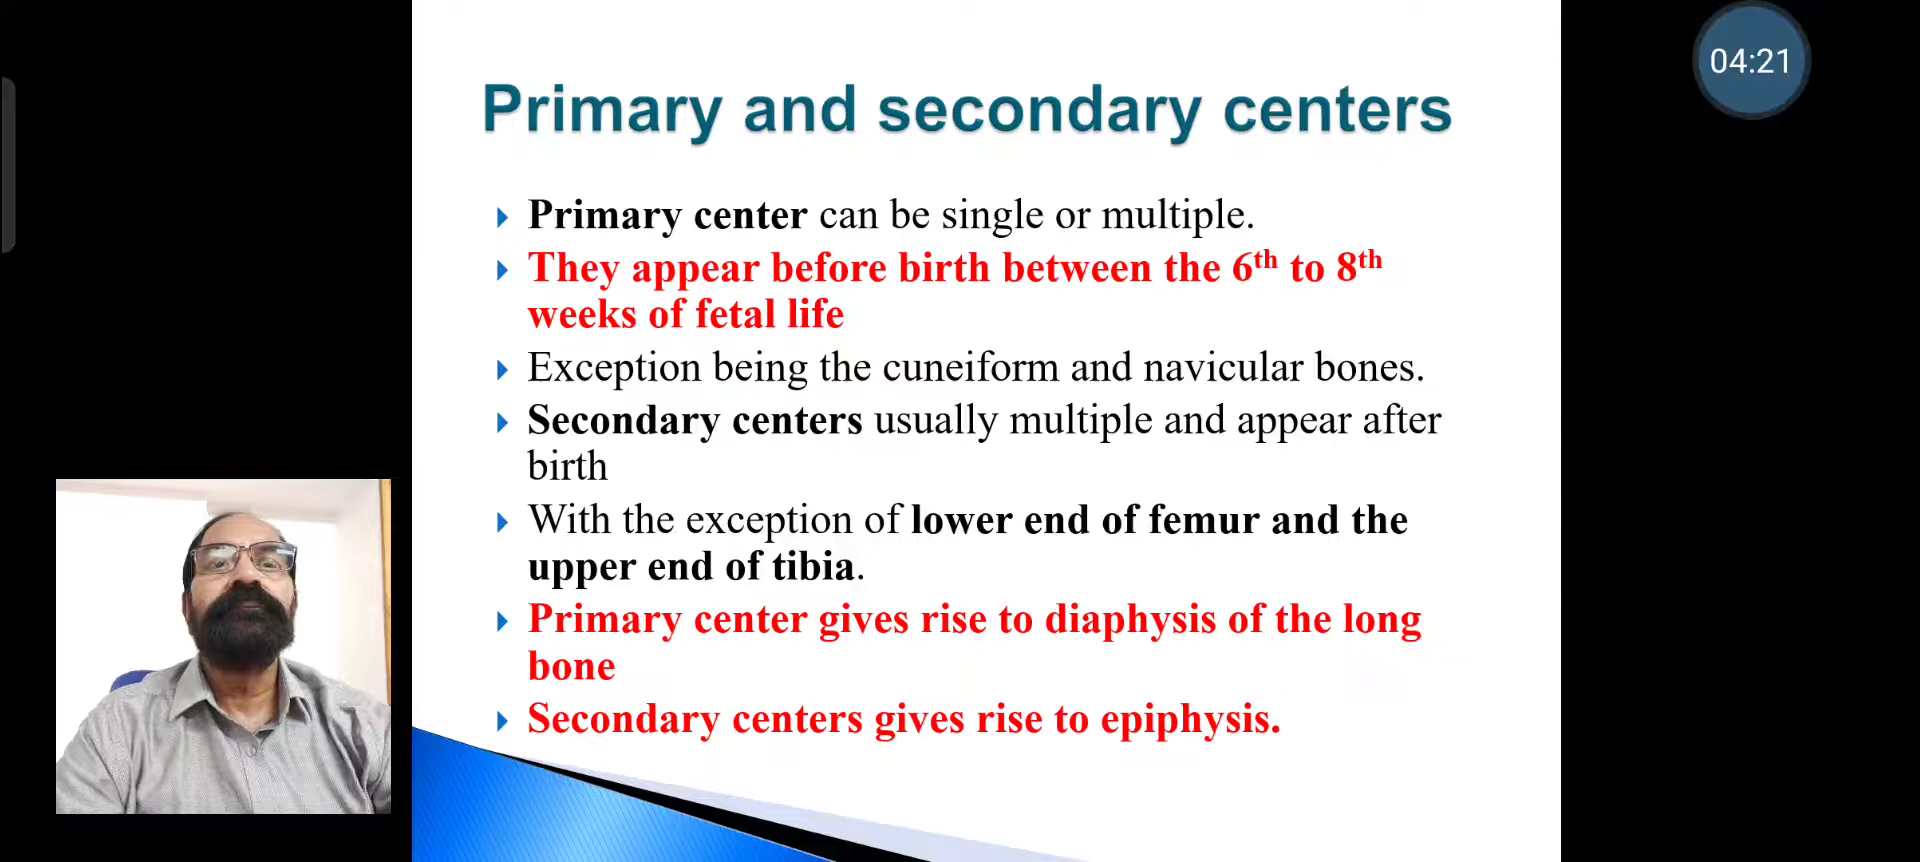 04:21
Primary and secondary centers
Primary center can be single or multiple.
They appear before birth between the 6th to 8th
weeks of fetal life
Exception being the cuneiform and navicular bones.
Secondary centers usually multiple and appear after
birth
With the exception of lower end of femur and the
upper end of tibia.
Primary center gives rise to diaphysis of the long
bone
Secondary centers gives rise to epiphysis.